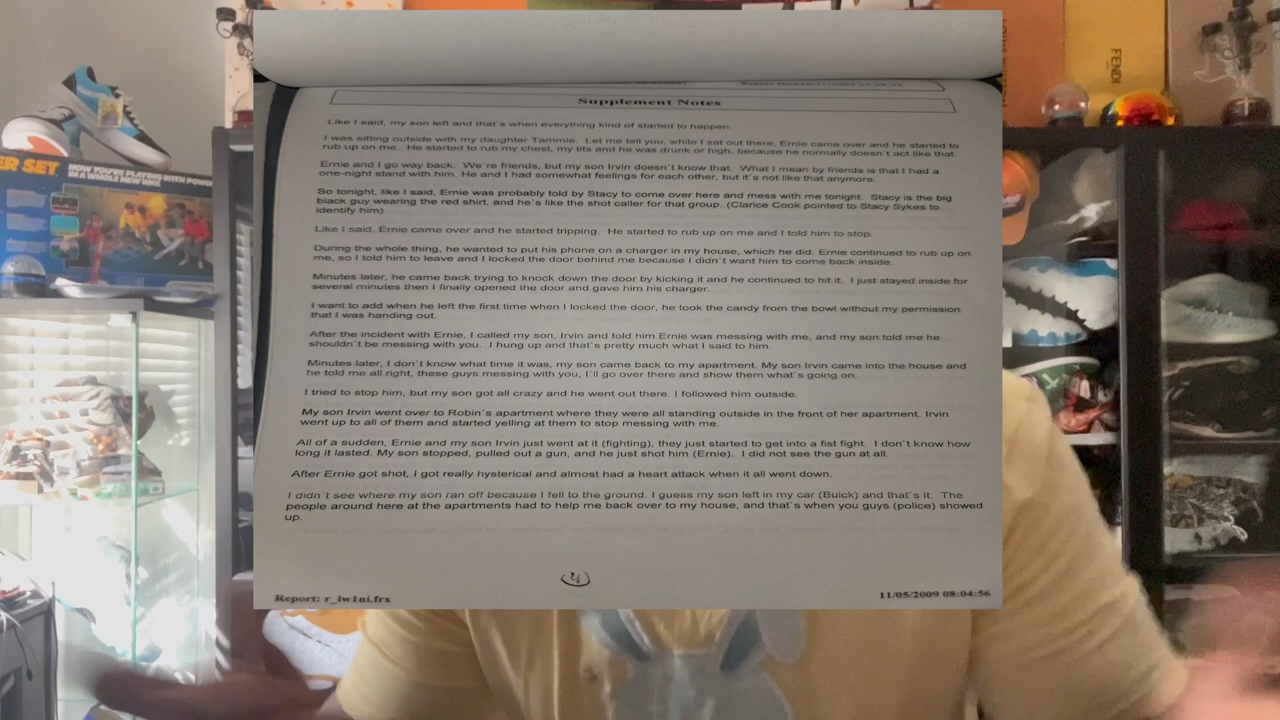 Supplement Notes
Like I said, my son left and that's when everything kind of started to happen.
I was sitting outside with my daughter Tammie. Let me tell you, while I sat out there, Ernie came over and he started to
rub up on me. He started to rub my chest, my tits and he was drunk or high, because he normally doesn't act like that.
Ernie and I go way back. We're friends, but my son Irvin doesn't know that. What I mean by friends is that I had a
one-night stand with him. He and I had somewhat feelings for each other, but it's not like that anymore.
So tonight, like I said, Ernie was probably told by Stacy to come over here and mess with me tonight. Stacy is the big
black guy wearing the red shirt, and he's like the shot caller for that group. (Clarice Cook pointed to Stacy Sykes to
identify him)
Like I said, Ernie came over and he started tripping. He started to rub up on me and I told him to stop.
During the whole thing, he wanted to put his phone on a charger in my house, which he did. Ernie continued to rub up on
me, so I told him to leave and I locked the door behind me because I didn't want him to come back inside.
Minutes later, he came back trying to knock down the door by kicking it and he continued to hit it. I just stayed inside for
several minutes then I finally opened the door and gave him his charger.
I want to add when he left the first time when I locked the door, he took the candy from the bowl without my permission
that I was handing out.
After the incident with Ernie, I called my son, Irvin and told him Ernie was messing with me, and my son told me he
shouldn't be messing with you. I hung up and that's pretty much what I said to him.
Minutes later, I don't know what time it was, my son came back to my apartment. My son Irvin came into the house and
he told me all right, these guys messing with you, I'll go over there and show them what's going on.
I tried to stop him, but my son got all crazy and he went out there. I followed him outside.
My son Irvin went over to Robin's apartment where they were all standing outside in the front of her apartment. Irvin
went up to all of them and started yelling at them to stop messing with me.
All of a sudden, Ernie and my son Irvin just went at it (fighting), they just started to get into a fist fight. I don't know how
long it lasted. My son stopped, pulled out a gun, and he just shot him (Ernie). I did not see the gun at all.
After Ernie got shot, I got really hysterical and almost had a heart attack when it all went down.
I didn't see where my son ran off because I fell to the ground. I guess my son left in my car (Buick) and that's it. The
people around here at the apartments had to help me back over to my house, and that's when you guys (police) showed
up.
4
Report: r_lw1ni.frx
11/05/2009 08:04:56
ER SET
HOW YOU'RE PLAYING WITH POWER
IN A WHOLE NEW WAY.
FENDI